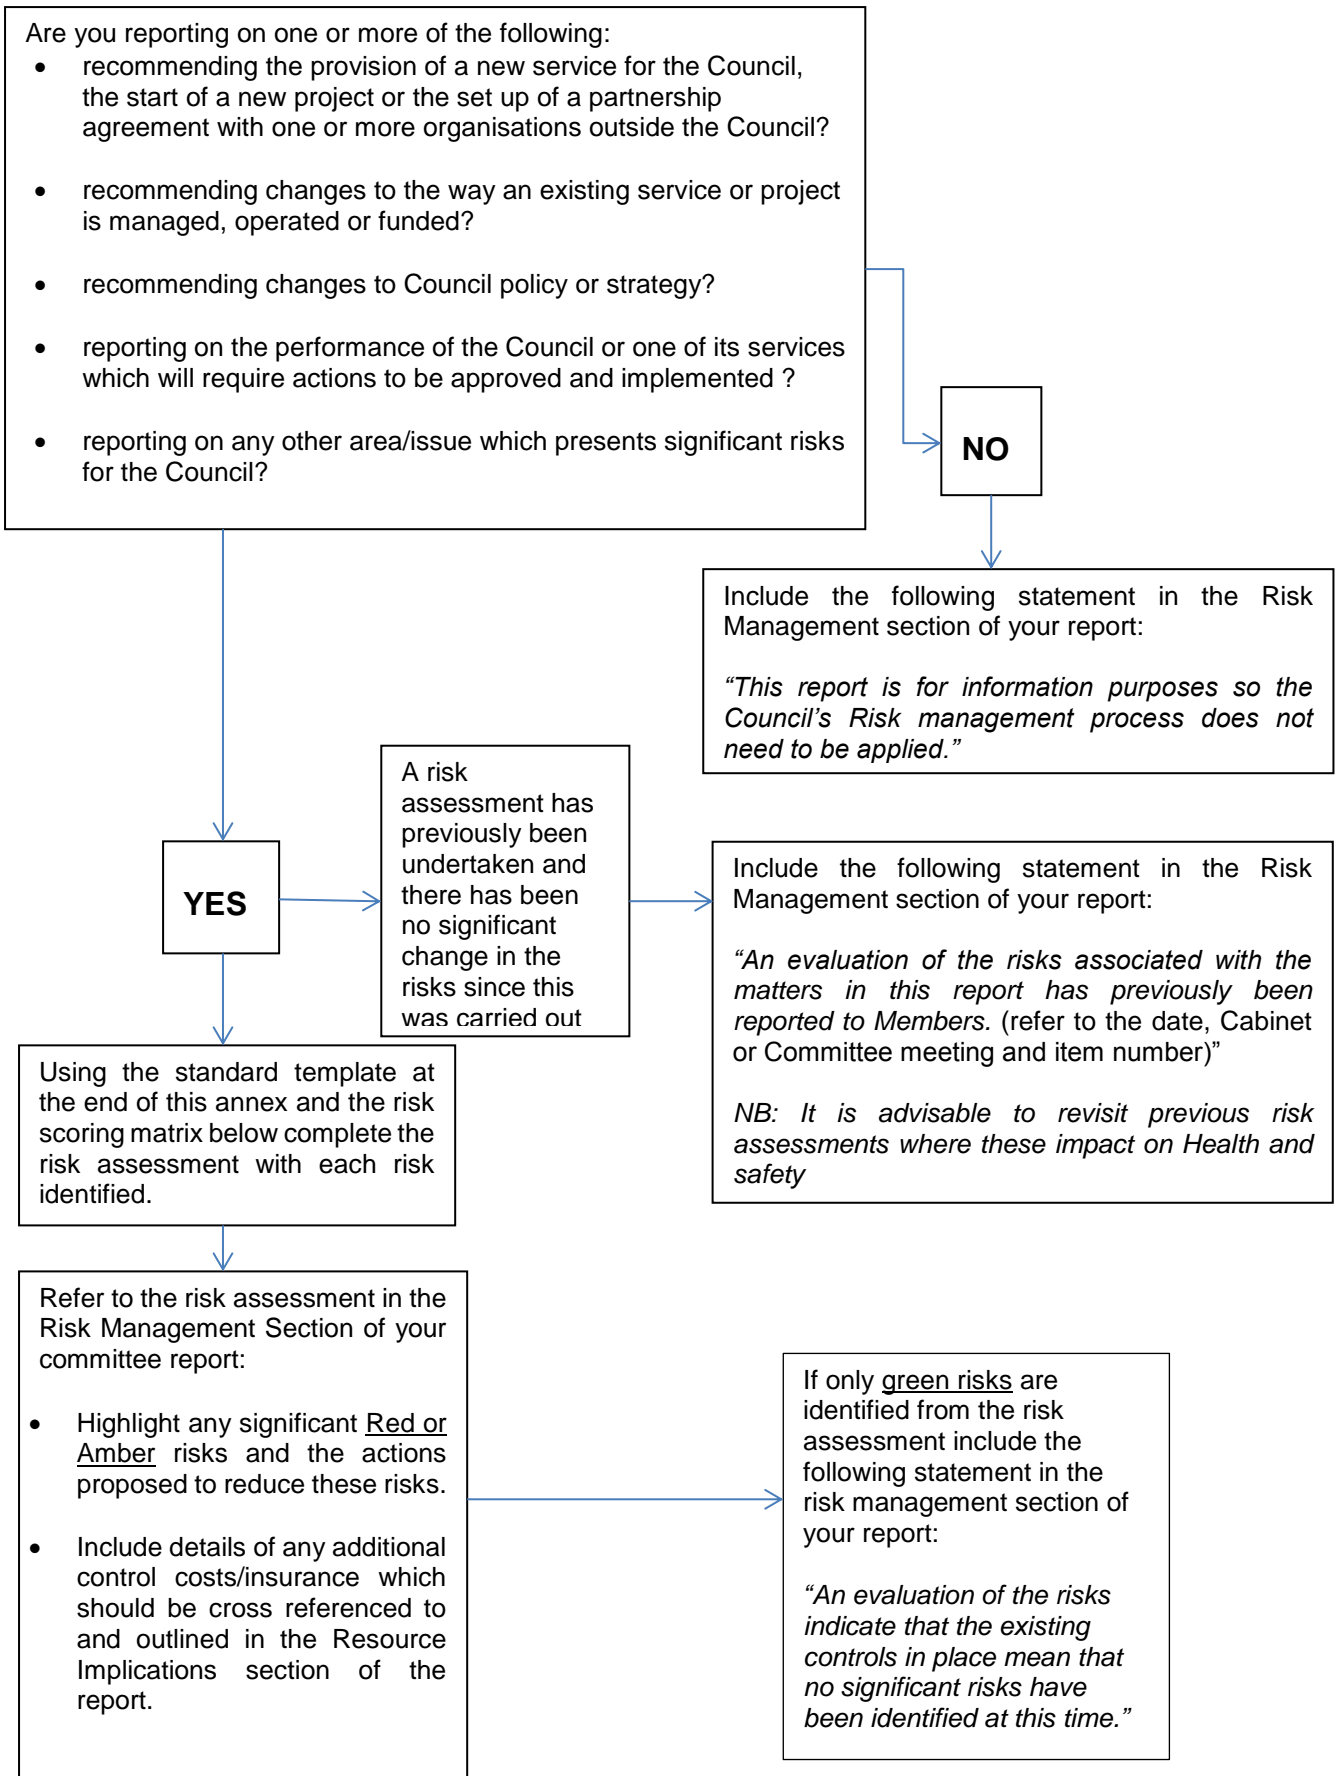 Are you reporting on one or more of the following:
• recommending the provision of a new service for the Council,
the start of a new project or the set up of a partnership
agreement with one or more organisations outside the Council?
• recommending changes to the way an existing service or project
is managed, operated or funded?
• recommending changes to Council policy or strategy?
• reporting on the performance of the Council or one of its services
which will require actions to be approved and implemented ?
• reporting on any other area/issue which presents significant risks
for the Council?
NO
Include the following statement in the Risk
Management section of your report:
“This report is for information purposes so the
Council’s Risk management process does not
need to be applied.”
YES
A risk
assessment has
previously been
undertaken and
there has been
no significant
change in the
risks since this
was carried out
Include the following statement in the Risk
Management section of your report:
“An evaluation of the risks associated with the
matters in this report has previously been
reported to Members. (refer to the date, Cabinet
or Committee meeting and item number)”
NB: It is advisable to revisit previous risk
assessments where these impact on Health and
safety
Using the standard template at
the end of this annex and the risk
scoring matrix below complete the
risk assessment with each risk
identified.
Refer to the risk assessment in the
Risk Management Section of your
committee report:
• Highlight any significant Red or
Amber risks and the actions
proposed to reduce these risks.
• Include details of any additional
control costs/insurance which
should be cross referenced to
and outlined in the Resource
Implications section of the
report.
If only green risks are
identified from the risk
assessment include the
following statement in the
risk management section of
your report:
“An evaluation of the risks
indicate that the existing
controls in place mean that
no significant risks have
been identified at this time.”